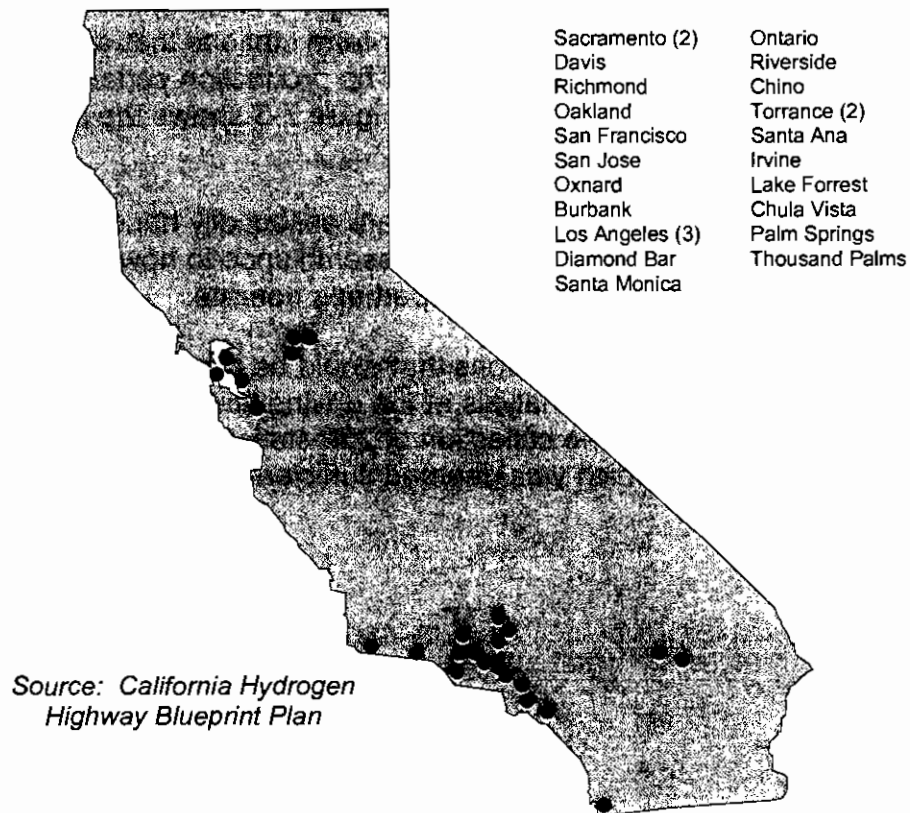 Sacramento (2)
Davis
Richmond
Oakland
San Francisco
San Jose
Oxnard
Burbank
Los Angeles (3)
Diamond Bar
Santa Monica
Ontario
Riverside
Chino
Torrance (2)
Santa Ana
Irvine
Lake Forrest
Chula Vista
Palm Springs
Thousand Palms
Source: California Hydrogen
Highway Blueprint Plan